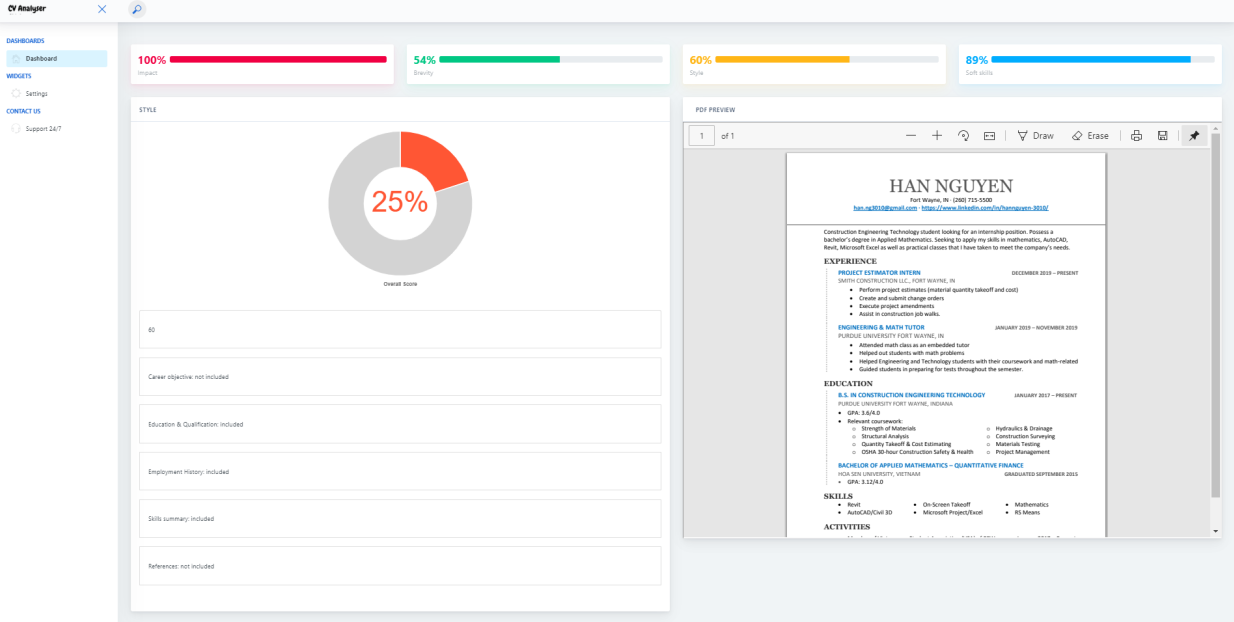 CV Analyser
DASHBOARDS
Dashboard
WIDGETS
Settings
CONTACT US
Support 24/7
100%
Impact
54%
Brevity
60%
Style
89%
Soft skills
STYLE
25%
Overall Score
60
Career objective: not included
Education & Qualification: included
Employment History: included
Skills summary: included
References: not included
PDF PREVIEW
1 of 1
Draw
Erase
HAN NGUYEN
Fort Wayne, IN · (260) 715-5500
han.ng3010@gmail.com · https://www.linkedin.com/in/hannguyen-3010/
Construction Engineering Technology student looking for an internship position. Possess a
bachelor's degree in Applied Mathematics. Seeking to apply my skills in mathematics, AutoCAD,
Revit, Microsoft Excel as well as practical classes that I have taken to meet the company's needs.
EXPERIENCE
PROJECT ESTIMATOR INTERN DECEMBER 2019 – PRESENT
SMITH CONSTRUCTION LLC., FORT WAYNE, IN
• Perform project estimates (material quantity takeoff and cost)
• Create and submit change orders
• Execute project amendments
• Assist in construction job walks.
ENGINEERING & MATH TUTOR JANUARY 2019 – NOVEMBER 2019
PURDUE UNIVERSITY FORT WAYNE, IN
• Attended math class as an embedded tutor
• Helped out students with math problems
• Helped Engineering and Technology students with their coursework and math-related
• Guided students in preparing for tests throughout the semester.
EDUCATION
B.S. IN CONSTRUCTION ENGINEERING TECHNOLOGY JANUARY 2017 – PRESENT
PURDUE UNIVERSITY FORT WAYNE, INDIANA
• GPA: 3.6/4.0
• Relevant coursework:
o Strength of Materials o Hydraulics & Drainage
o Structural Analysis o Construction Surveying
o Quantity Takeoff & Cost Estimating o Materials Testing
o OSHA 30-hour Construction Safety & Health o Project Management
BACHELOR OF APPLIED MATHEMATICS – QUANTITATIVE FINANCE
HOA SEN UNIVERSITY, VIETNAM GRADUATED SEPTEMBER 2015
• GPA: 3.12/4.0
SKILLS
• Revit • On-Screen Takeoff • Mathematics
• AutoCAD/Civil 3D • Microsoft Project/Excel • RS Means
ACTIVITIES